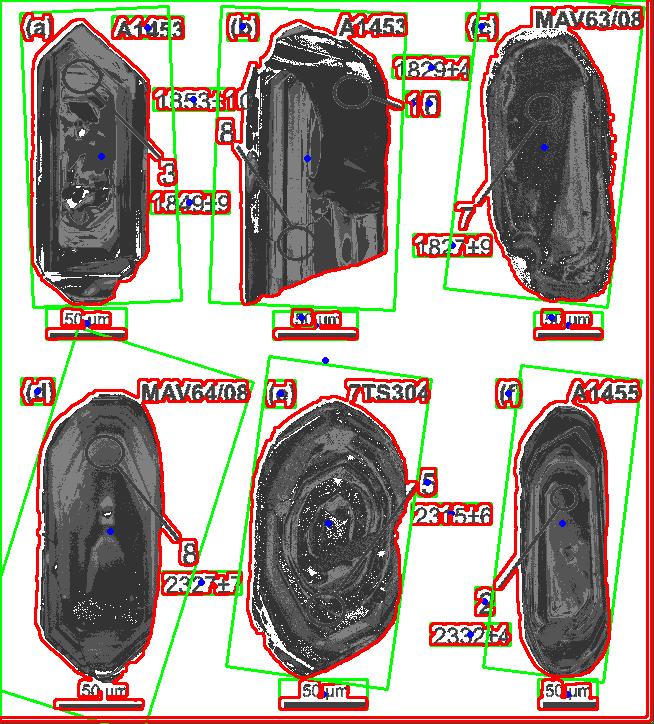 (a) A1453
1853±1
3
1849±9
50 µm
(b) A1453
8
10
1829±4
50 µm
(c) MAV63/08
7
1827±9
50 µm
(d) MAV64/08
8
2327±7
50 µm
(e) 7TS304
5
2315±6
50 µm
(f) A1455
2
2332±4
50 µm